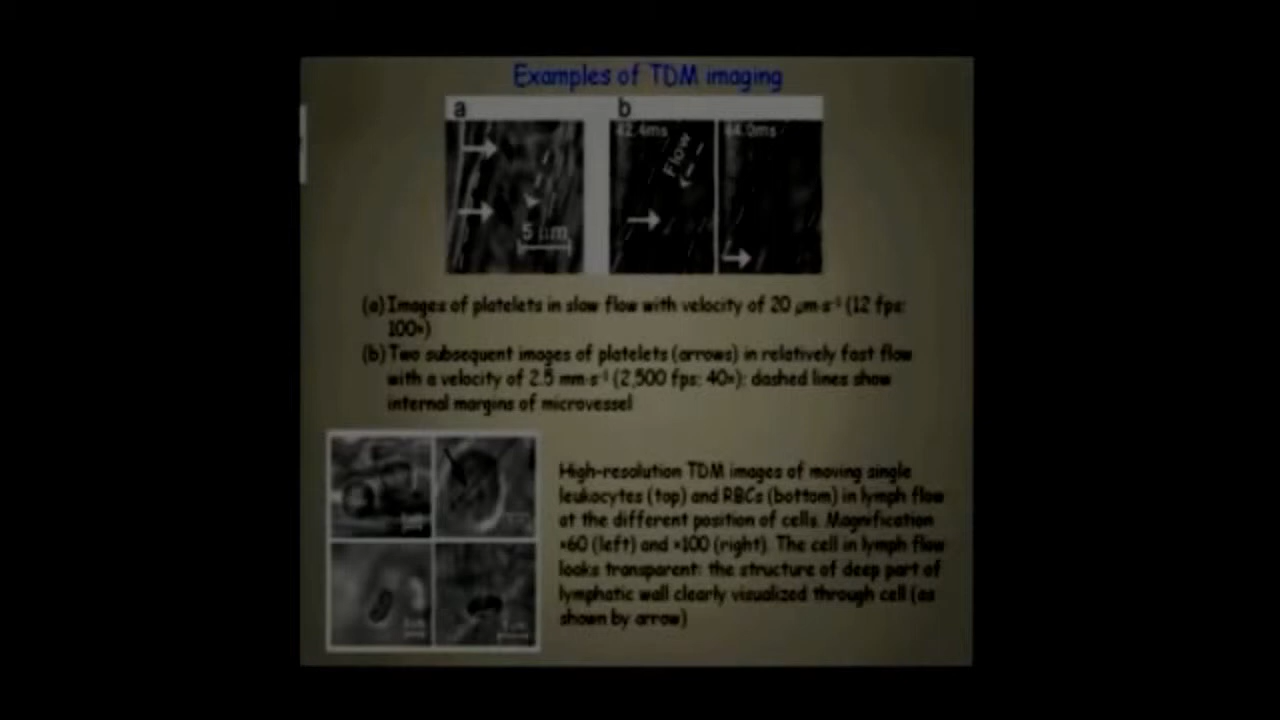 Examples of TDM imaging
a
b
42.4ms
44.0ms
Flow
5 μm
(a) Images of platelets in slow flow with velocity of 20 μm·s⁻¹ (12 fps;
100×)
(b) Two subsequent images of platelets (arrows) in relatively fast flow
with a velocity of 2.5 mm·s⁻¹ (2,500 fps; 40×); dashed lines show
internal margins of microvessel
High-resolution TDM images of moving single
leukocytes (top) and RBCs (bottom) in lymph flow
at the different position of cells. Magnification
×60 (left) and ×100 (right). The cell in lymph flow
looks transparent: the structure of deep part of
lymphatic wall clearly visualized through cell (as
shown by arrow)